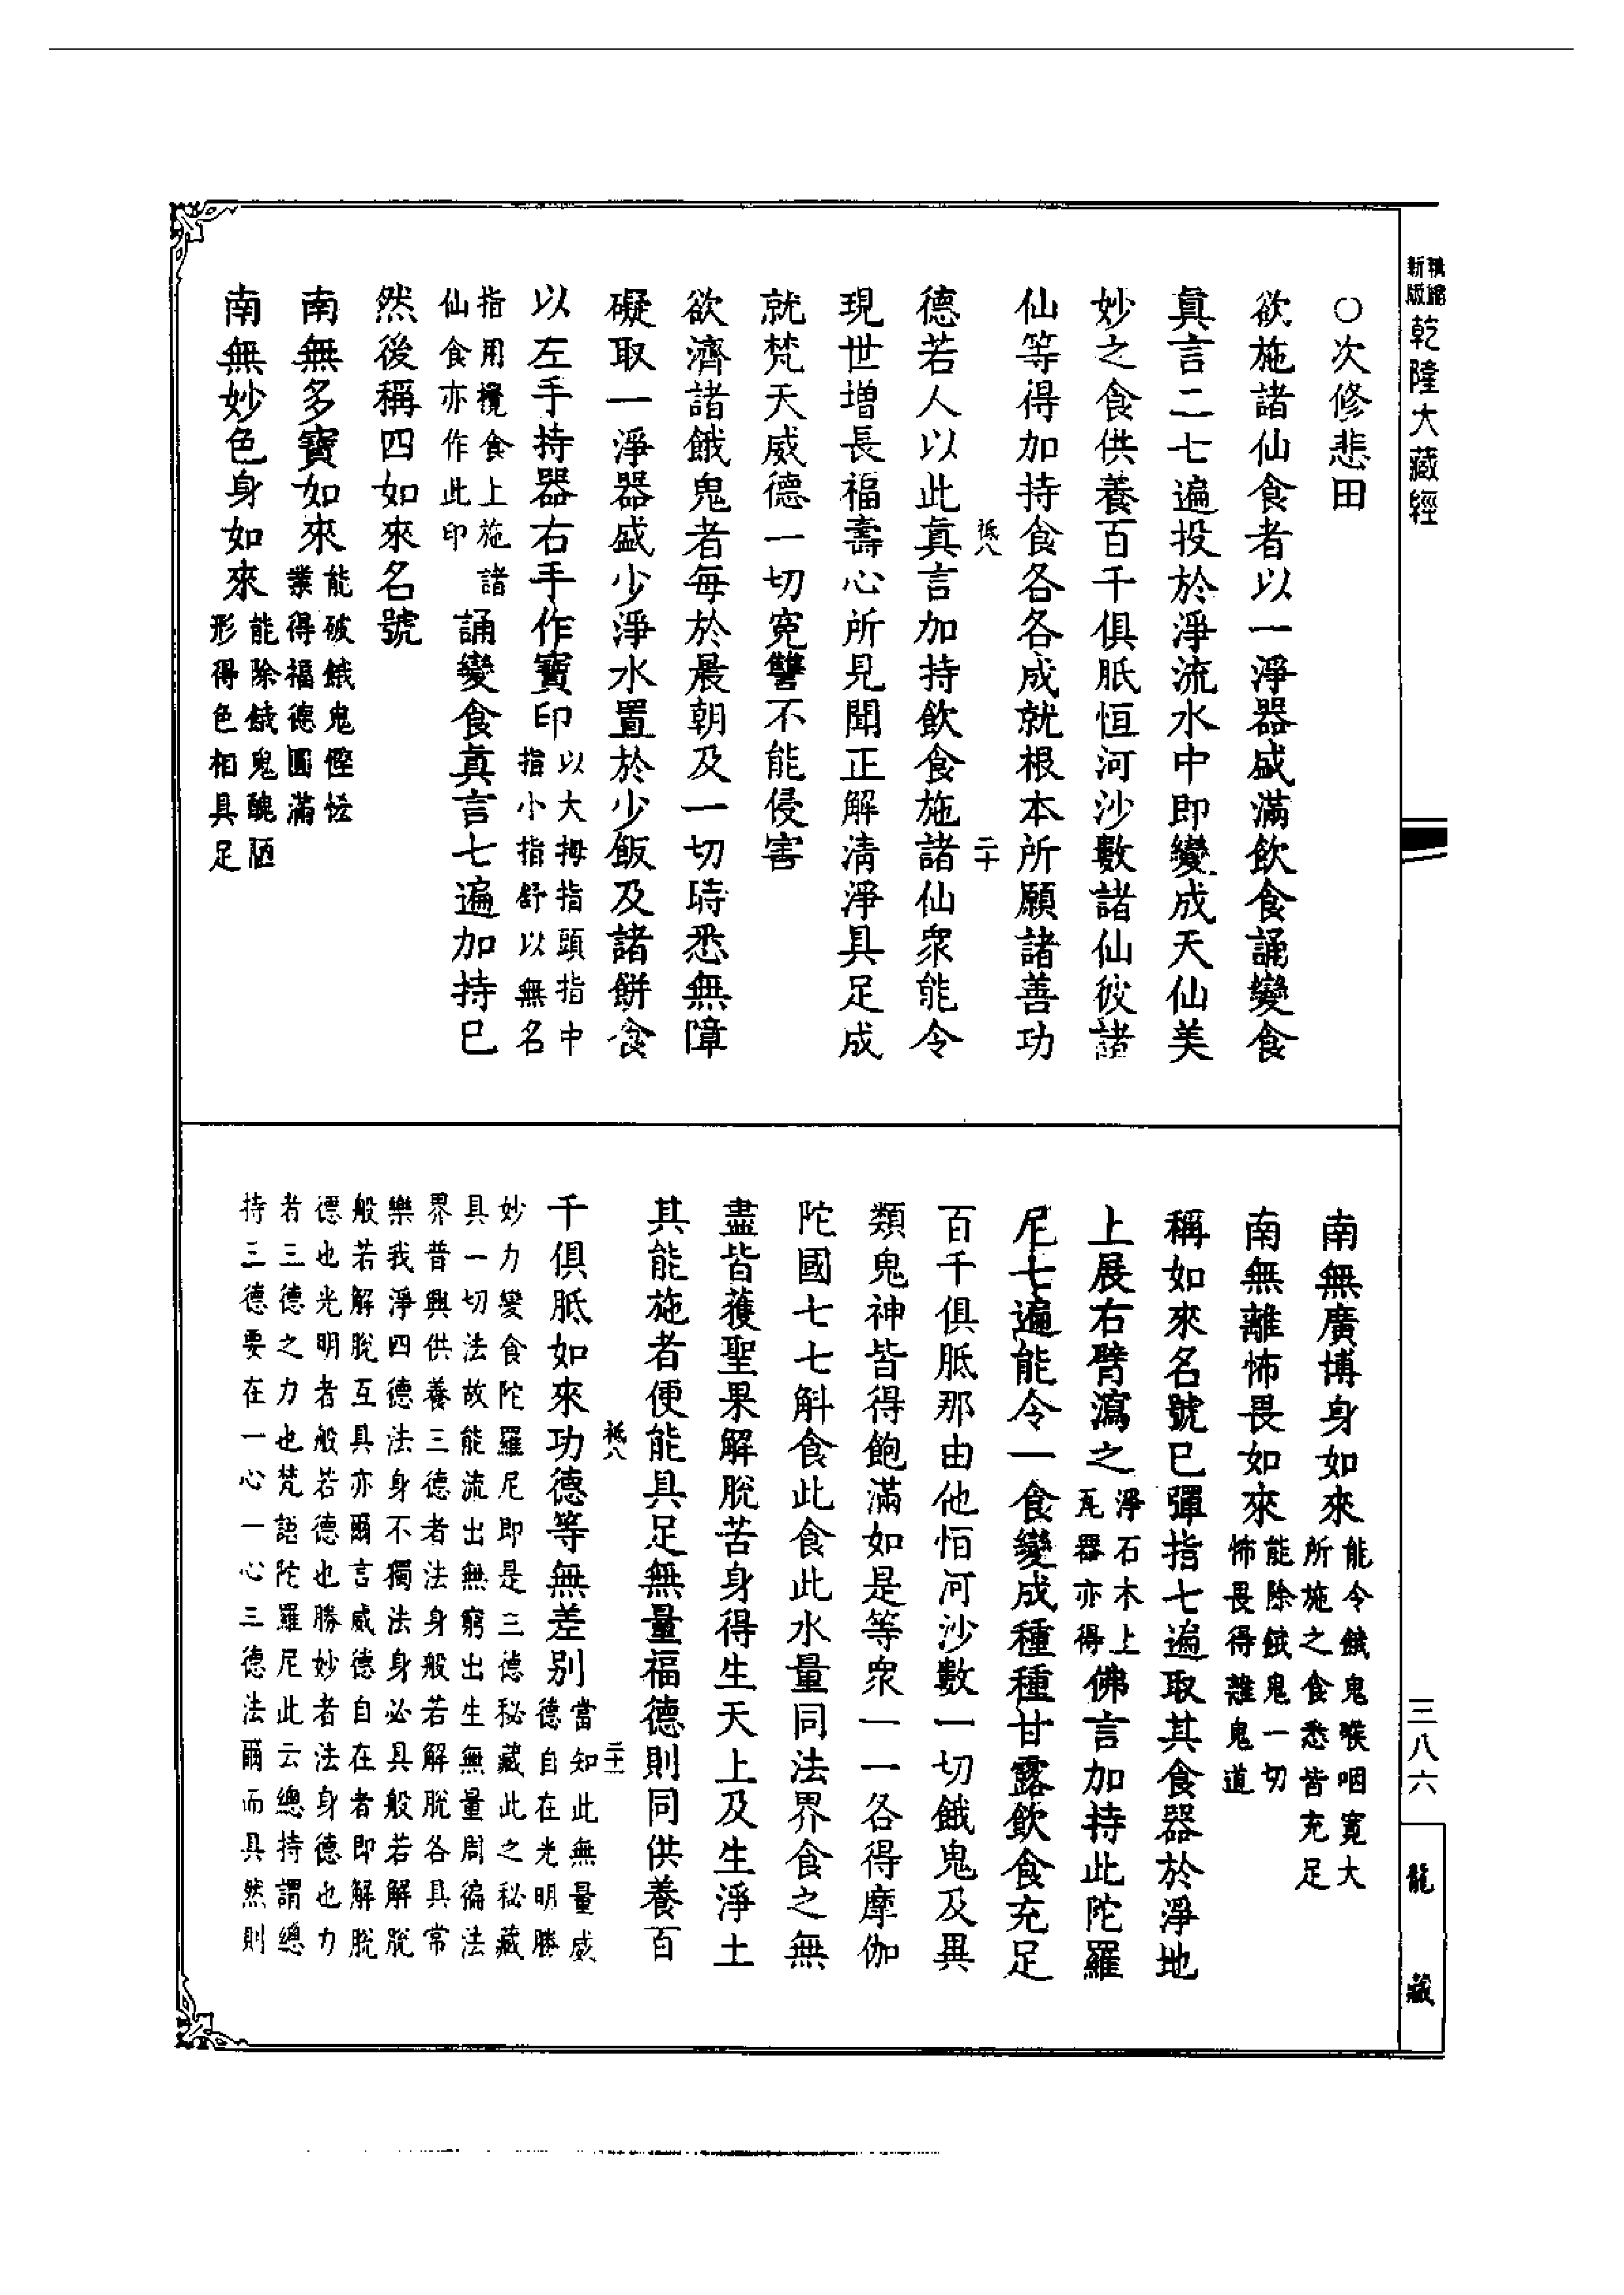 新版
乾隆大藏經
三八六
龍藏
○次修悲田
欲施諸仙食者以一淨器盛滿飲食誦變食
真言二七遍投於淨流水中即變成天仙美
妙之食供養百千俱胝恒河沙數諸仙彼諸
仙等得加持食各各成就根本所願諸善功
秪八 二十
德若人以此真言加持飲食施諸仙衆能令
現世增長福壽心所見聞正解清淨具足成
就梵天威德一切寃讐不能侵害
欲濟諸餓鬼者每於晨朝及一切時悉無障
礙取一淨器盛少淨水置於少飯及諸餅食
以左手持器右手作寶印
以大拇指頭指中
指小指舒以無名
指用攪食上施諸
仙食亦作此印
誦變食真言七遍加持已
然後稱四如來名號
南無多寶如來
能破餓鬼慳悋
業得福德圓滿
南無妙色身如來
能除餓鬼醜陋
形得色相具足
南無廣博身如來
能令餓鬼喉咽寬大
所施之食悉皆充足
南無離怖畏如來
能除餓鬼一切
怖畏得離鬼道
稱如來名號已彈指七遍取其食器於淨地
上展右臂瀉之
淨石木上
瓦器亦得
佛言加持此陀羅
尼七遍能令一食變成種種甘露飲食充足
百千俱胝那由他恒河沙數一切餓鬼及異
類鬼神皆得飽滿如是等衆一一各得摩伽
陀國七七斛食此食此水量同法界食之無
盡皆獲聖果解脫苦身得生天上及生淨土
其能施者便能具足無量福德則同供養百
秪八 二十一
千俱胝如來功德等無差別
當知此無量威
德自在光明勝
妙力變食陀羅尼即是三德秘藏此之秘藏
具一切法故能流出無窮出生無量周徧法
界普興供養三德者法身般若解脫各具常
樂我淨四德法身不獨法身必具般若解脫
般若解脫互具亦爾言威德自在者即解脫
德也光明者般若德也勝妙者法身德也力
者三德之力也梵語陀羅尼此云總持謂總
持三德要在一心一心三德法爾而具然則